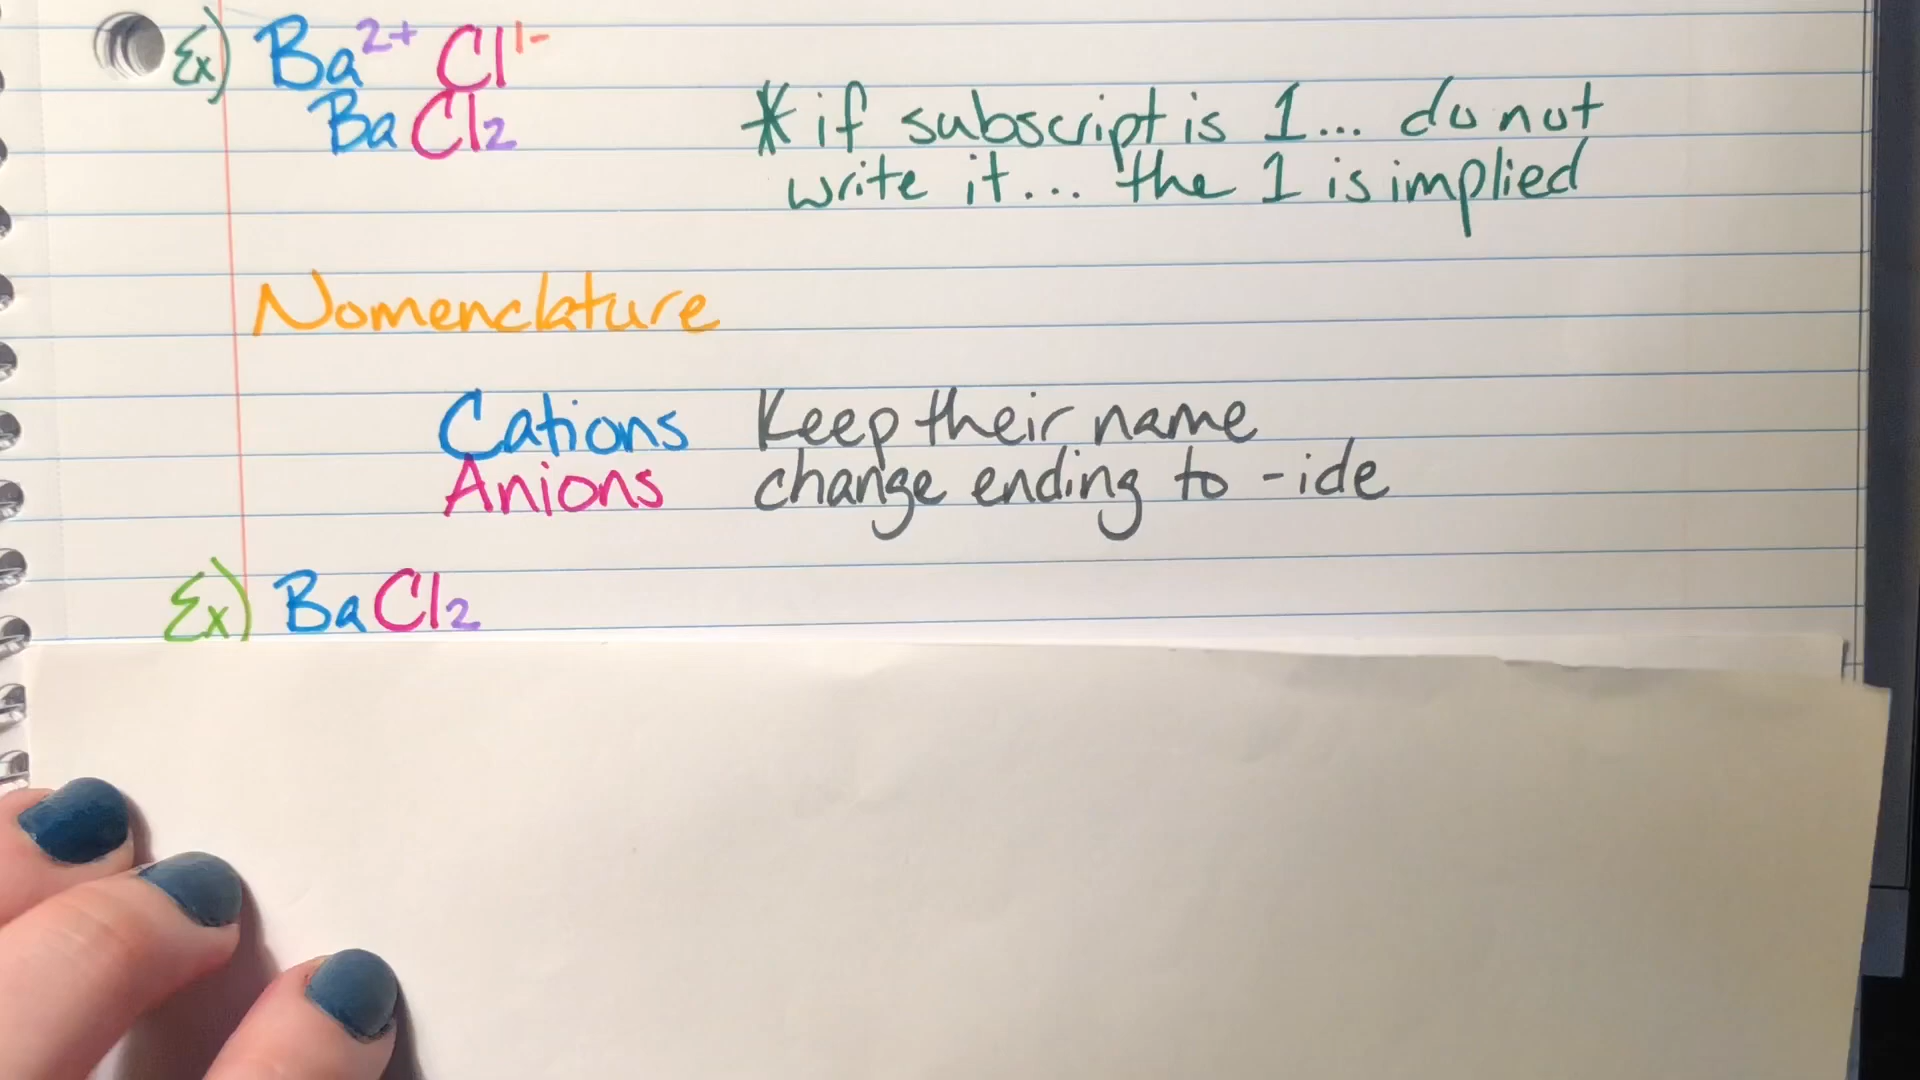 Ex) Ba²⁺ Cl¹⁻
BaCl₂
* if subscript is 1... do not
write it... the 1 is implied
Nomenclature
Cations Keep their name
Anions change ending to -ide
Ex) BaCl₂